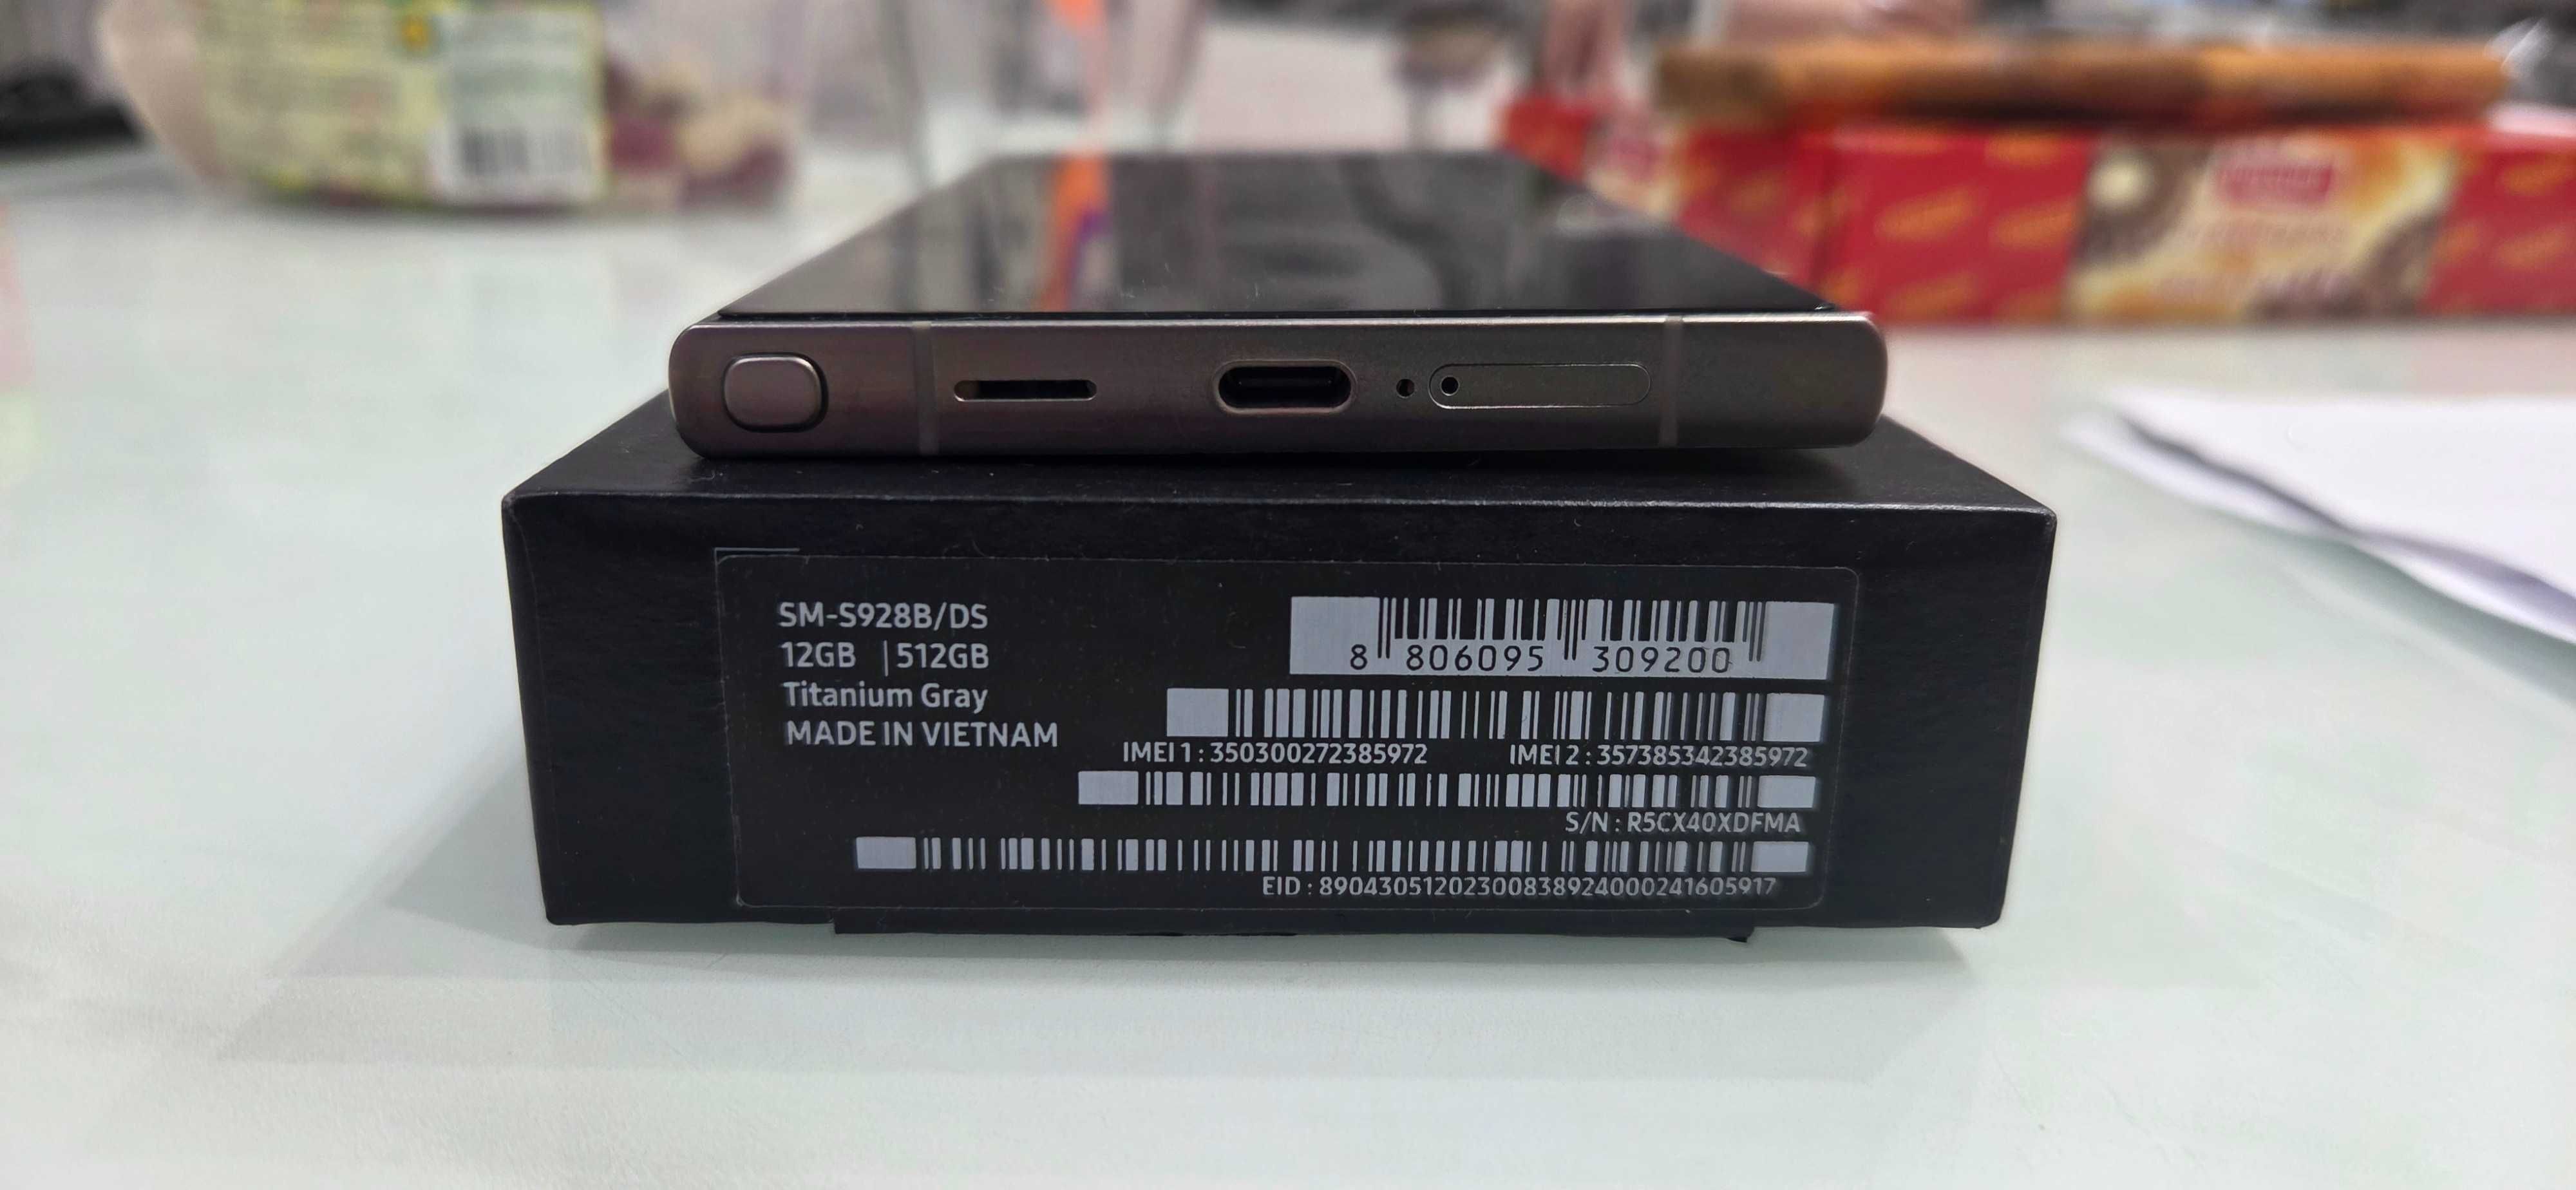 SM-S928B/DS
12GB | 512GB
Titanium Gray
MADE IN VIETNAM
8 806095 309200
IMEI 1 : 350300272385972 IMEI 2 : 357385342385972
S/N : R5CX40XDFMA
EID : 89043051202300838924000241605917